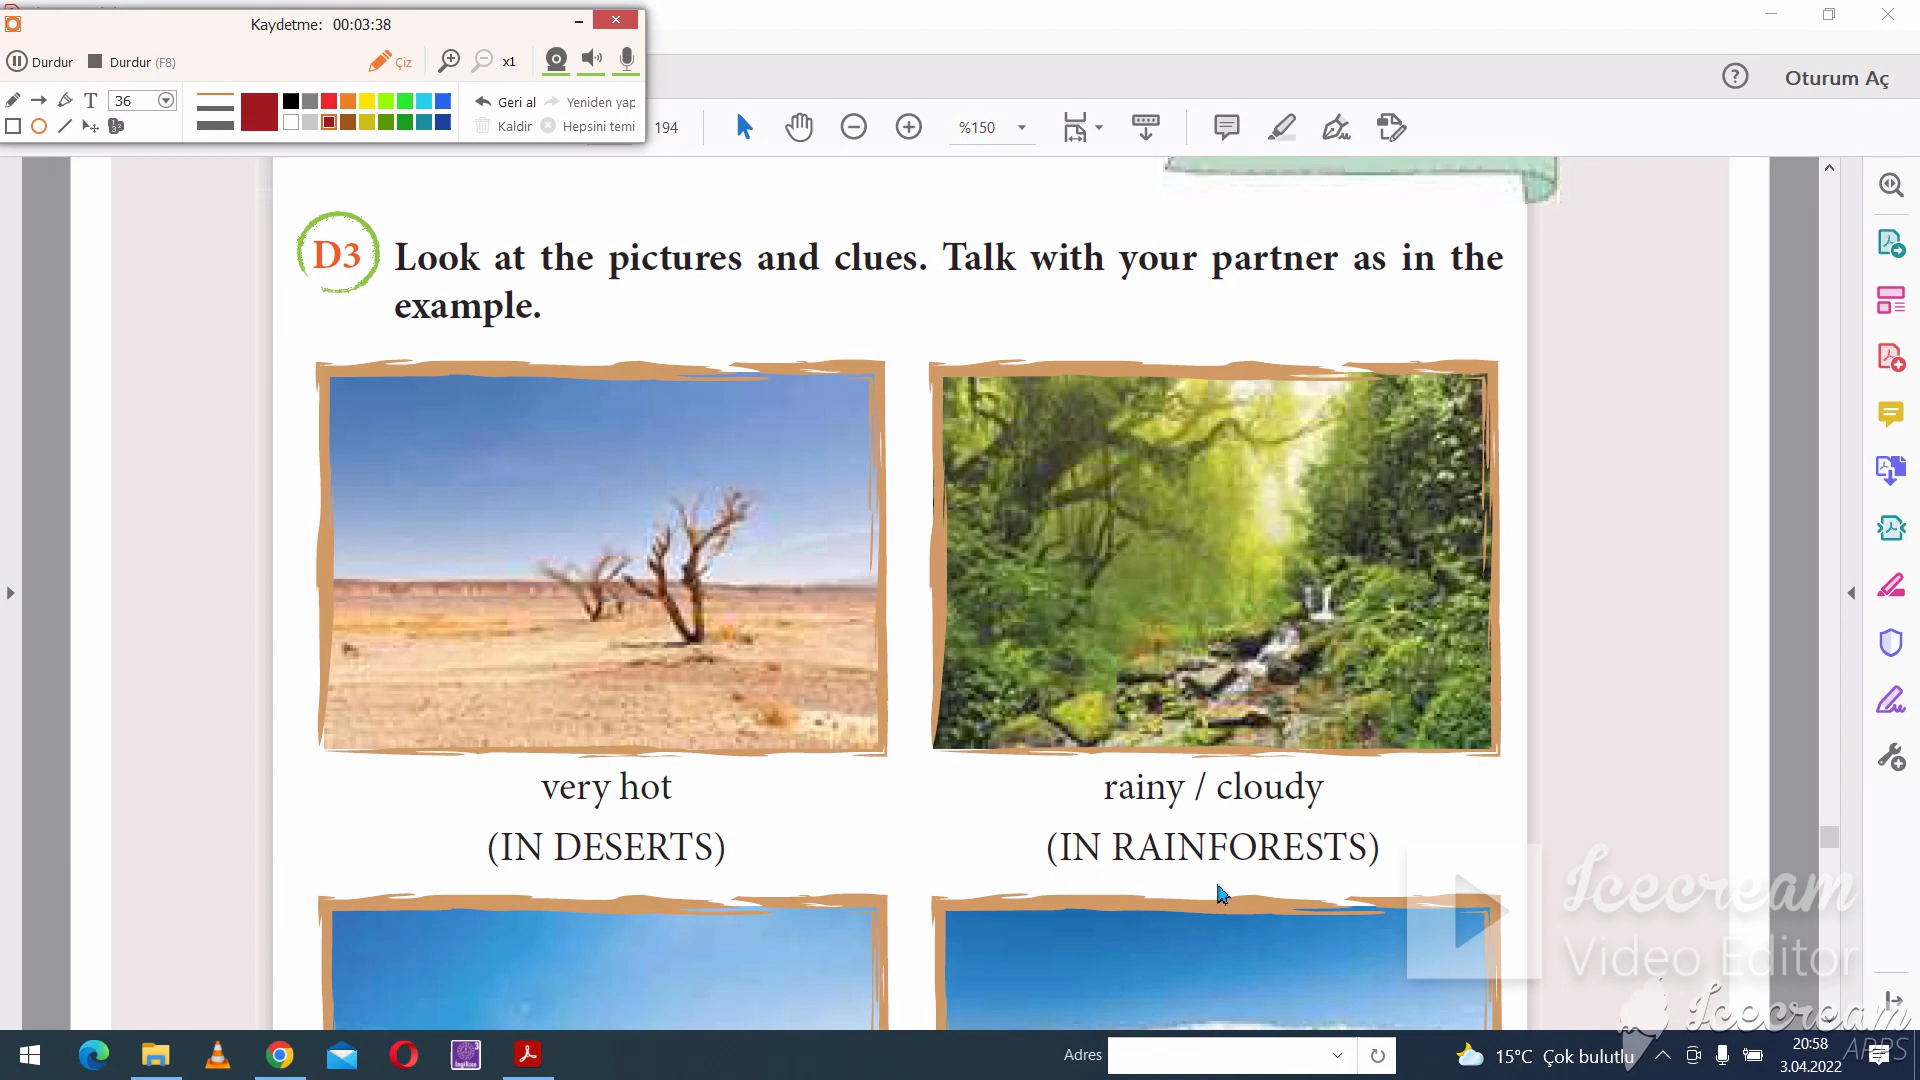 Kaydetme: 00:03:38
Durdur
Durdur (F8)
Çiz
x1
T
36
Geri al
Yeniden yap
Kaldır
Hepsini temi
Oturum Aç
194
%150
D3 Look at the pictures and clues. Talk with your partner as in the
example.
very hot
(IN DESERTS)
rainy / cloudy
(IN RAINFORESTS)
Icecream
Video Editor
Icecream
APPS
Adres
15°C Çok bulutlu
20:58
3.04.2022